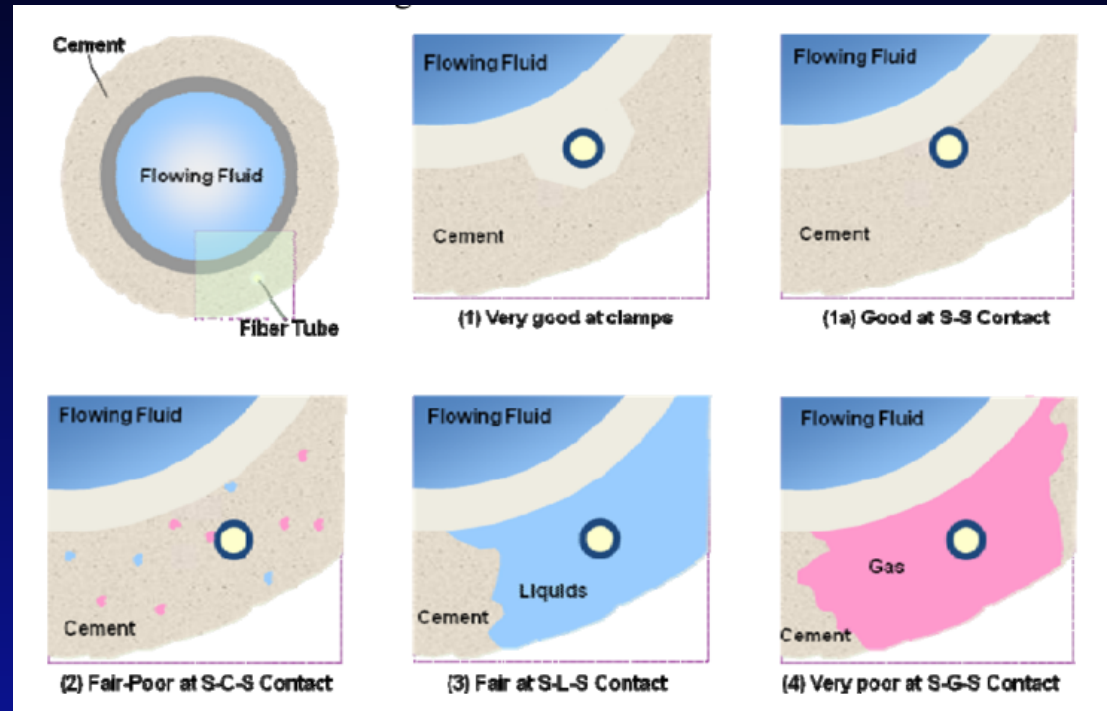 Cement
Flowing Fluid
Fiber Tube
Flowing Fluid
Cement
(1) Very good at clamps
Flowing Fluid
Cement
(1a) Good at S-S Contact
Flowing Fluid
Cement
(2) Fair-Poor at S-C-S Contact
Flowing Fluid
Liquids
Cement
(3) Fair at S-L-S Contact
Flowing Fluid
Gas
Cement
(4) Very poor at S-G-S Contact